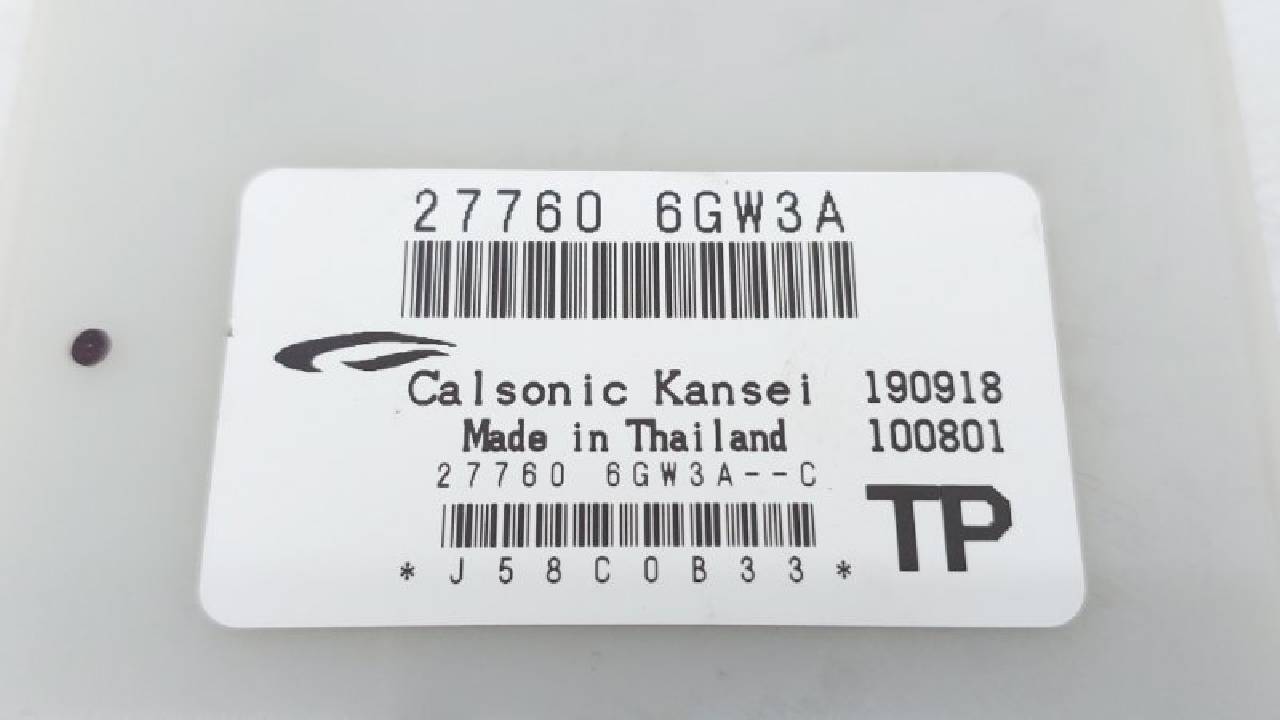 27760 6GW3A
Calsonic Kansei 190918
Made in Thailand 100801
27760 6GW3A--C
TP
*J58C0B33*